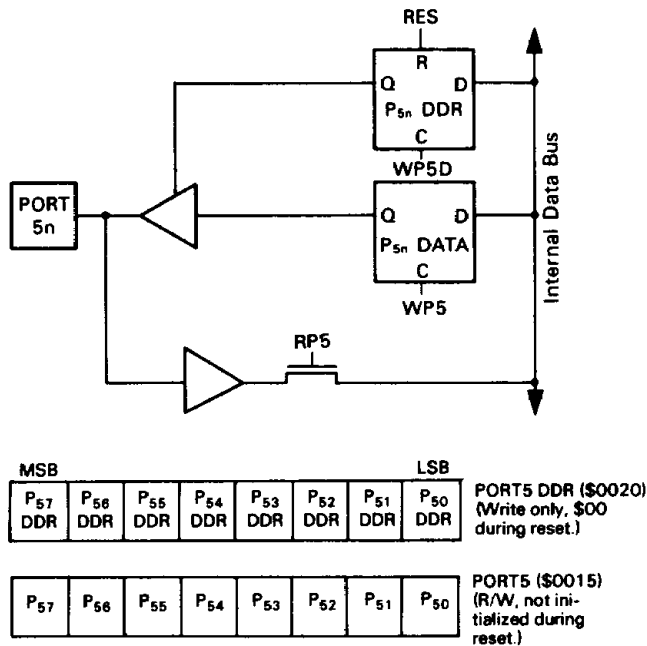 RES
R
Q D
P5n DDR
C
WP5D
PORT
5n
Q D
P5n DATA
C
WP5
Internal Data Bus
RP5
MSB LSB
P57 DDR P56 DDR P55 DDR P54 DDR P53 DDR P52 DDR P51 DDR P50 DDR
PORT5 DDR ($0020)
(Write only, $00
during reset.)
P57 P56 P55 P54 P53 P52 P51 P50
PORT5 ($0015)
(R/W, not ini-
tialized during
reset.)